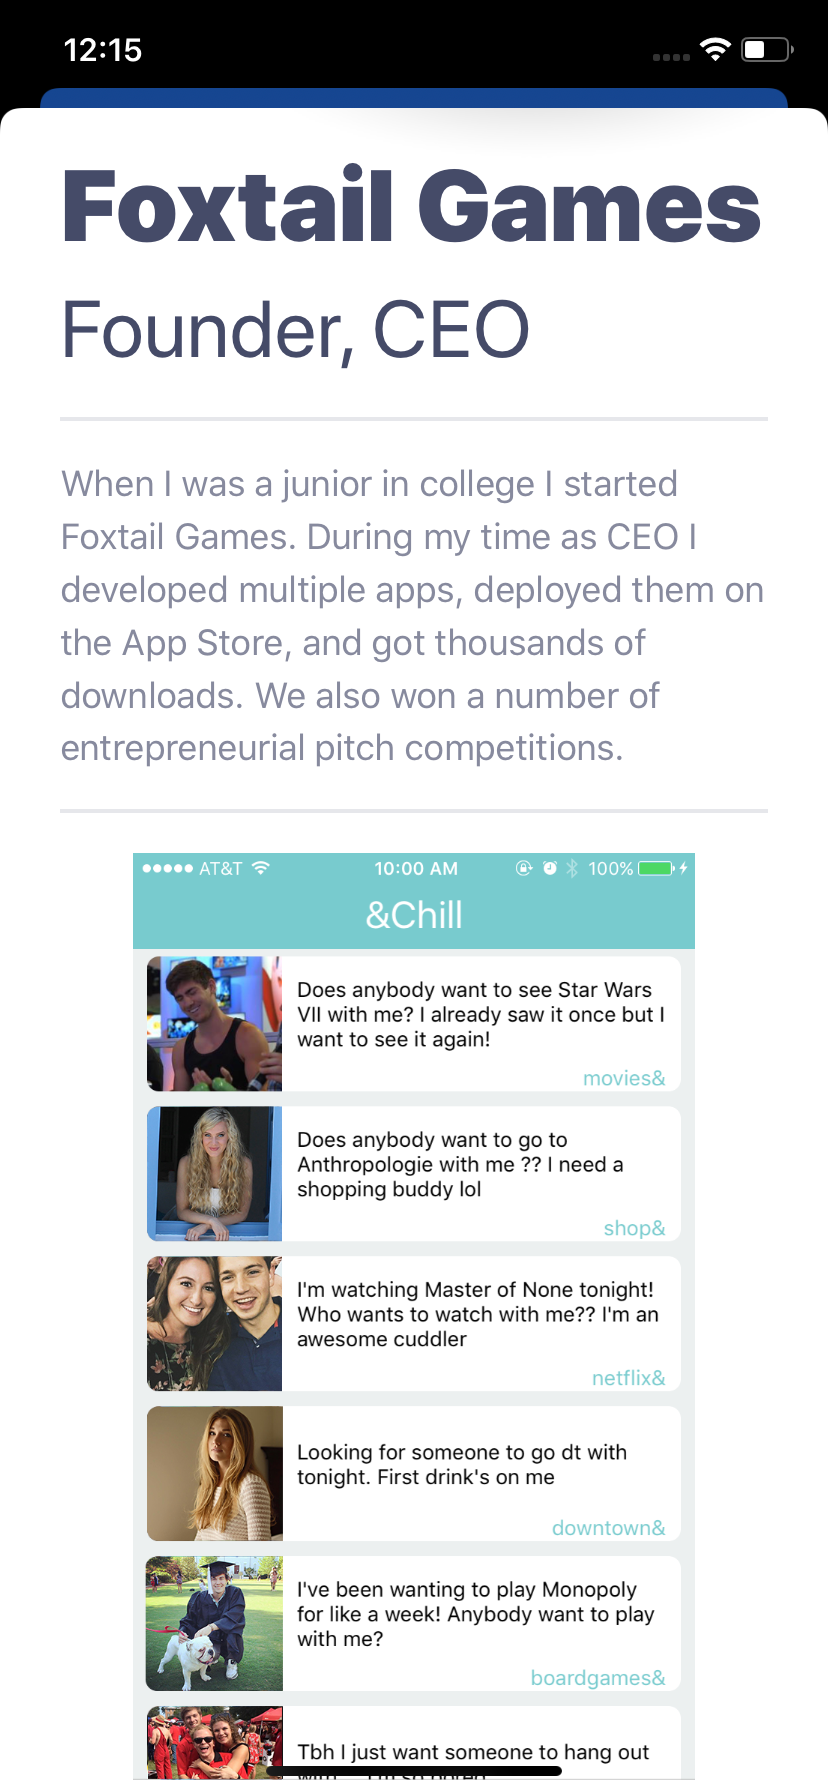 12:15
Foxtail Games
Founder, CEO
When I was a junior in college I started
Foxtail Games. During my time as CEO I
developed multiple apps, deployed them on
the App Store, and got thousands of
downloads. We also won a number of
entrepreneurial pitch competitions.
AT&T 10:00 AM 100%
&Chill
Does anybody want to see Star Wars
VII with me? I already saw it once but I
want to see it again!
movies&
Does anybody want to go to
Anthropologie with me ?? I need a
shopping buddy lol
shop&
I'm watching Master of None tonight!
Who wants to watch with me?? I'm an
awesome cuddler
netflix&
Looking for someone to go dt with
tonight. First drink's on me
downtown&
I've been wanting to play Monopoly
for like a week! Anybody want to play
with me?
boardgames&
Tbh I just want someone to hang out